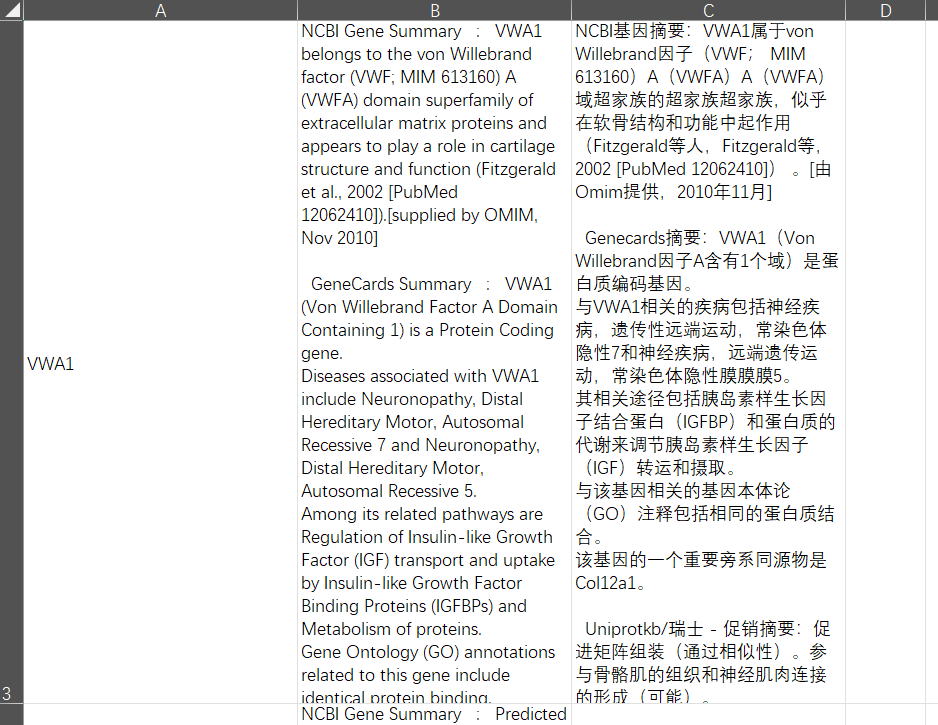 A B C D
NCBI Gene Summary : VWA1
belongs to the von Willebrand
factor (VWF; MIM 613160) A
(VWFA) domain superfamily of
extracellular matrix proteins and
appears to play a role in cartilage
structure and function (Fitzgerald
et al., 2002 [PubMed
12062410]).[supplied by OMIM,
Nov 2010]
GeneCards Summary : VWA1
(Von Willebrand Factor A Domain
Containing 1) is a Protein Coding
gene.
Diseases associated with VWA1
include Neuronopathy, Distal
Hereditary Motor, Autosomal
Recessive 7 and Neuronopathy,
Distal Hereditary Motor,
Autosomal Recessive 5.
Among its related pathways are
Regulation of Insulin-like Growth
Factor (IGF) transport and uptake
by Insulin-like Growth Factor
Binding Proteins (IGFBPs) and
Metabolism of proteins.
Gene Ontology (GO) annotations
related to this gene include
identical protein binding.
NCBI基因摘要：VWA1属于von
Willebrand因子（VWF； MIM
613160）A（VWFA）A（VWFA）
域超家族的超家族超家族，似乎
在软骨结构和功能中起作用
（Fitzgerald等人，Fitzgerald等，
2002 [PubMed 12062410]） 。[由
Omim提供，2010年11月]
Genecards摘要：VWA1（Von
Willebrand因子A含有1个域）是蛋
白质编码基因。
与VWA1相关的疾病包括神经疾
病，遗传性远端运动，常染色体
隐性7和神经疾病，远端遗传运
动，常染色体隐性膜膜膜5。
其相关途径包括胰岛素样生长因
子结合蛋白（IGFBP）和蛋白质的
代谢来调节胰岛素样生长因子
（IGF）转运和摄取。
与该基因相关的基因本体论
（GO）注释包括相同的蛋白质结
合。
该基因的一个重要旁系同源物是
Col12a1。
Uniprotkb/瑞士 - 促销摘要：促
进矩阵组装（通过相似性）。参
与骨骼肌的组织和神经肌肉连接
的形成（可能）。
VWA1
3
NCBI Gene Summary : Predicted